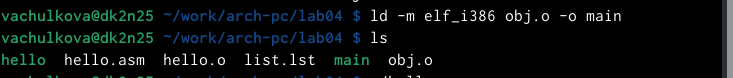 vachulkova@dk2n25 ~/work/arch-pc/lab04 $ ld -m elf_i386 obj.o -o main
vachulkova@dk2n25 ~/work/arch-pc/lab04 $ ls
hello hello.asm hello.o list.lst main obj.o